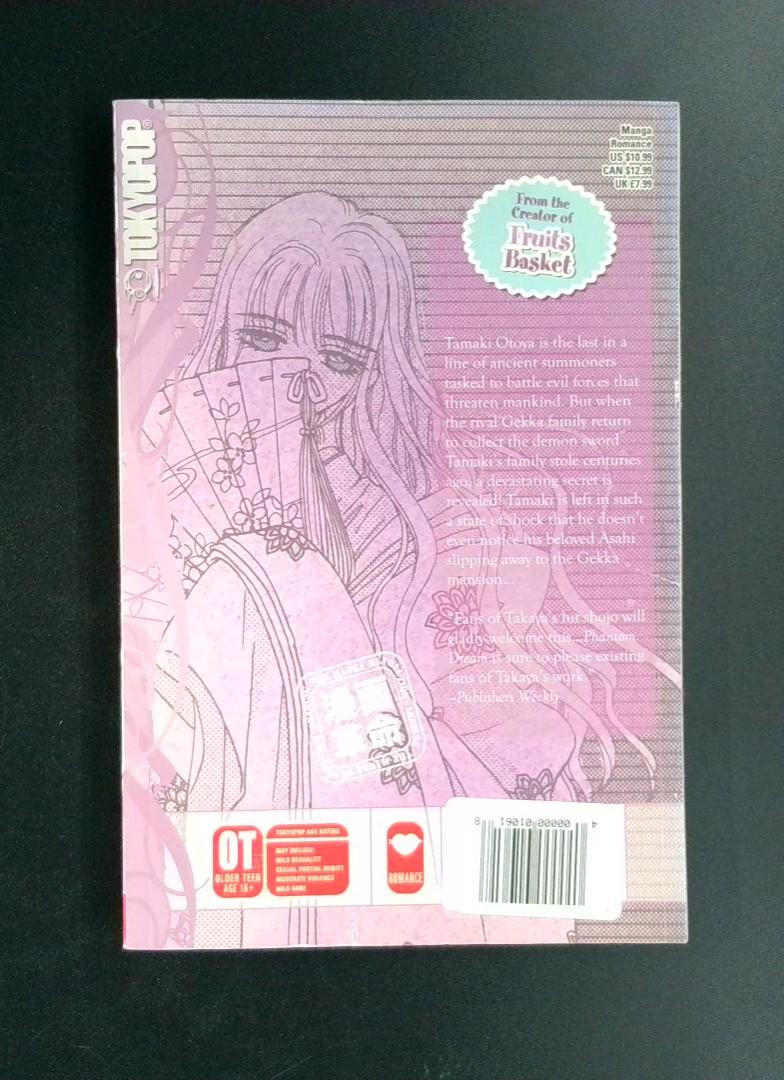 TOKYOPOP®
Manga
Romance
US $10.99
CAN $12.99
UK £7.99
From the
Creator of
Fruits
Basket
Tamaki Otoya is the last in a
line of ancient summoners
tasked to battle evil forces that
threaten mankind. But when
the rival Gekka family return
to collect the demon sword
Tamaki's family stole centuries
ago, a devastating secret is
revealed! Tamaki is left in such
a state of shock that he doesn't
even notice his beloved Asahi
slipping away to the Gekka
mansion...
"Fans of Takaya's hit shojo will
gladly welcome this...Phantom
Dream is sure to please existing
fans of Takaya's work.
–Publishers Weekly
OT
OLDER TEEN
AGE 16+
TOKYOPOP AGE RATING
MAY INCLUDE:
MILD SEXUALITY
SEXUAL PARTIAL NUDITY
MODERATE VIOLENCE
MILD GORE
ROMANCE
4 000000 01061 8